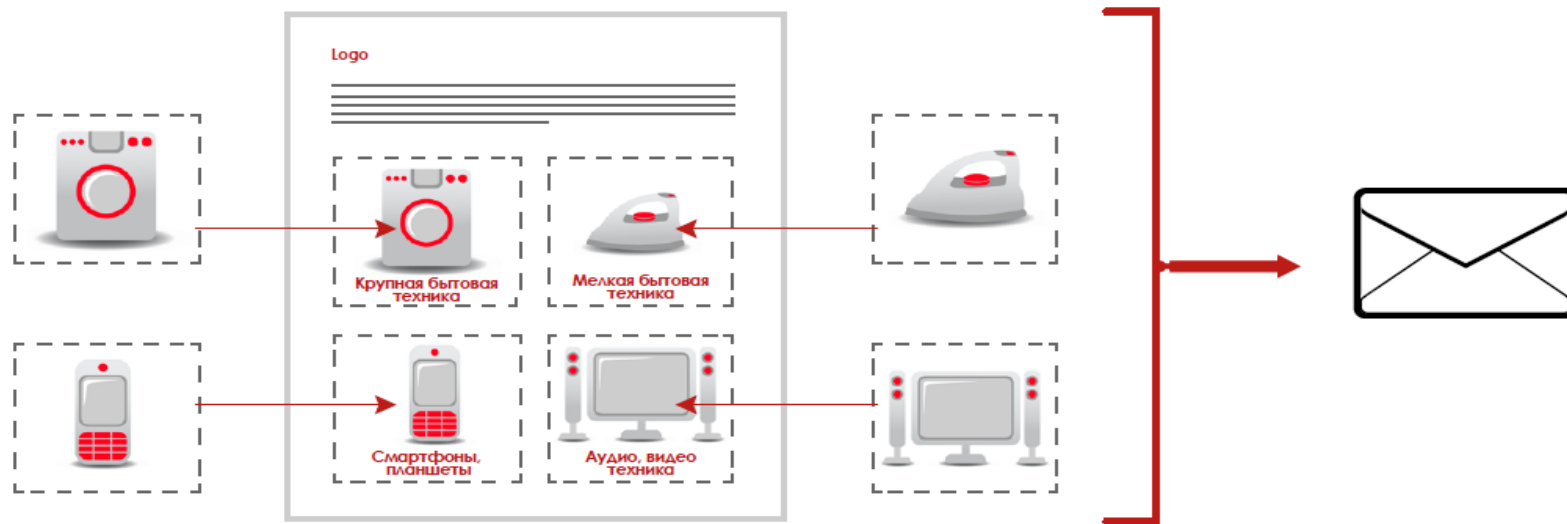 Logo
Крупная бытовая
техника
Мелкая бытовая
техника
Смартфоны,
планшеты
Аудио, видео
техника